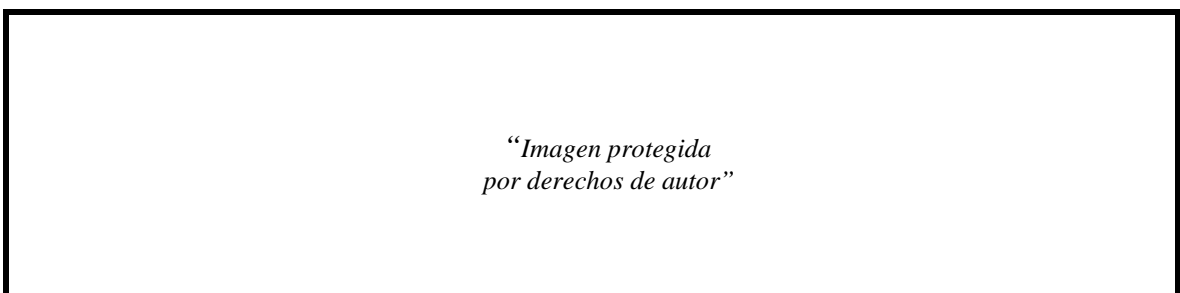 “Imagen protegida
por derechos de autor”